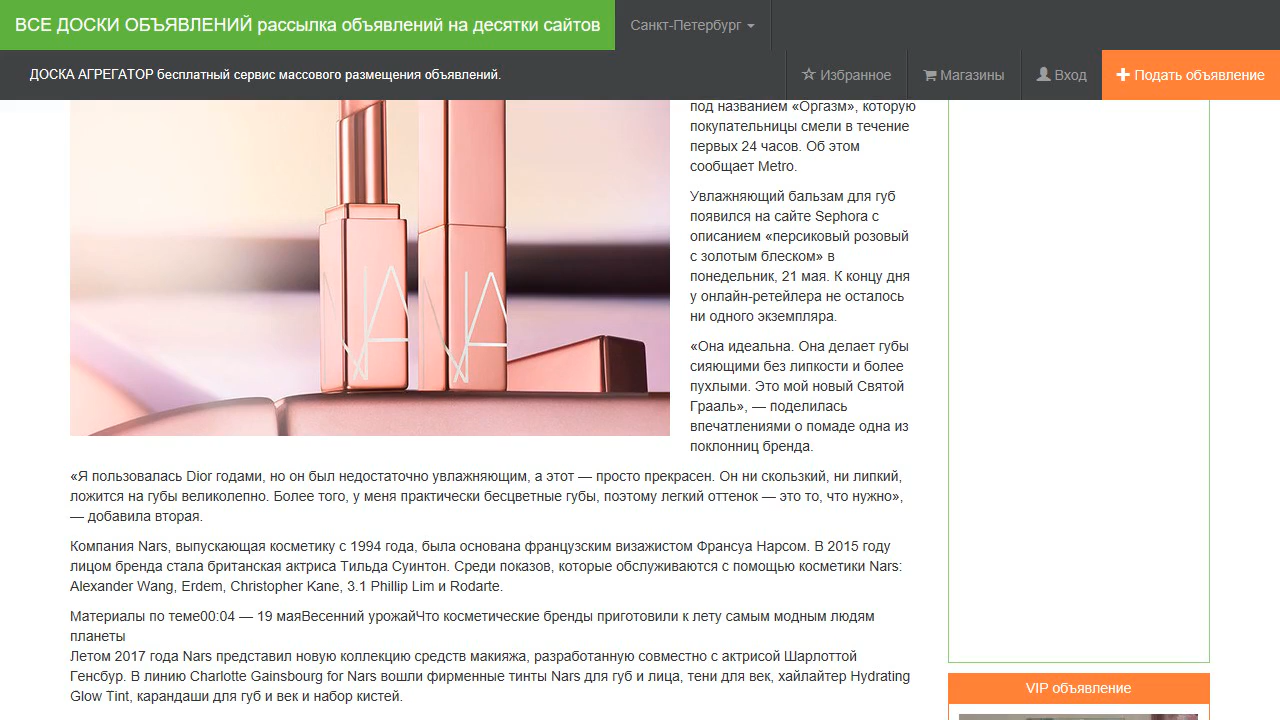 ВСЕ ДОСКИ ОБЪЯВЛЕНИЙ рассылка объявлений на десятки сайтов
Санкт-Петербург
ДОСКА АГРЕГАТОР бесплатный сервис массового размещения объявлений.
Избранное
Магазины
Вход
Подать объявление
под названием «Оргазм», которую
покупательницы смели в течение
первых 24 часов. Об этом
сообщает Metro.
Увлажняющий бальзам для губ
появился на сайте Sephora с
описанием «персиковый розовый
с золотым блеском» в
понедельник, 21 мая. К концу дня
у онлайн-ретейлера не осталось
ни одного экземпляра.
«Она идеальна. Она делает губы
сияющими без липкости и более
пухлыми. Это мой новый Святой
Грааль», — поделилась
впечатлениями о помаде одна из
поклонниц бренда.
«Я пользовалась Dior годами, но он был недостаточно увлажняющим, а этот — просто прекрасен. Он ни скользкий, ни липкий,
ложится на губы великолепно. Более того, у меня практически бесцветные губы, поэтому легкий оттенок — это то, что нужно»,
— добавила вторая.
Компания Nars, выпускающая косметику с 1994 года, была основана французским визажистом Франсуа Нарсом. В 2015 году
лицом бренда стала британская актриса Тильда Суинтон. Среди показов, которые обслуживаются с помощью косметики Nars:
Alexander Wang, Erdem, Christopher Kane, 3.1 Phillip Lim и Rodarte.
Материалы по теме00:04 — 19 маяВесенний урожайЧто косметические бренды приготовили к лету самым модным людям
планеты
Летом 2017 года Nars представил новую коллекцию средств макияжа, разработанную совместно с актрисой Шарлоттой
Генсбур. В линию Charlotte Gainsbourg for Nars вошли фирменные тинты Nars для губ и лица, тени для век, хайлайтер Hydrating
Glow Tint, карандаши для губ и век и набор кистей.
VIP объявление